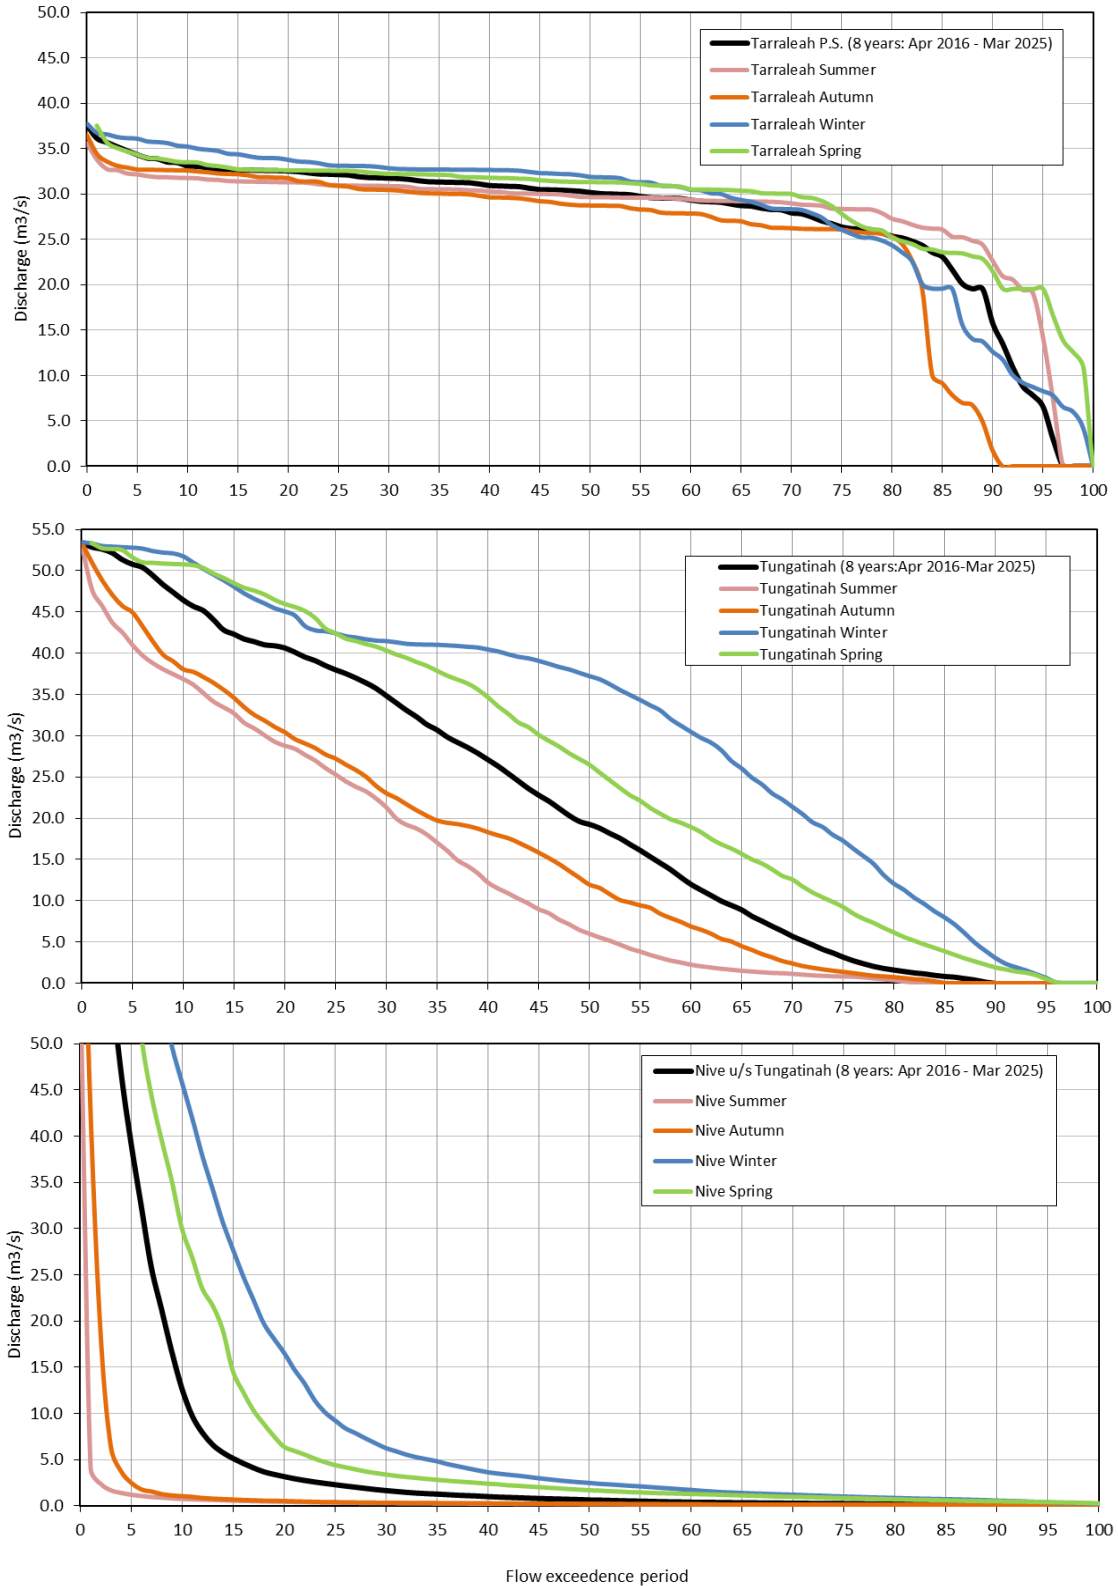 50.0
45.0
40.0
35.0
30.0
25.0
20.0
15.0
10.0
5.0
0.0
Discharge (m3/s)
Tarraleah P.S. (8 years: Apr 2016 - Mar 2025)
Tarraleah Summer
Tarraleah Autumn
Tarraleah Winter
Tarraleah Spring
0 5 10 15 20 25 30 35 40 45 50 55 60 65 70 75 80 85 90 95 100
55.0
50.0
45.0
40.0
35.0
30.0
25.0
20.0
15.0
10.0
5.0
0.0
Discharge (m3/s)
Tungatinah (8 years:Apr 2016-Mar 2025)
Tungatinah Summer
Tungatinah Autumn
Tungatinah Winter
Tungatinah Spring
0 5 10 15 20 25 30 35 40 45 50 55 60 65 70 75 80 85 90 95 100
50.0
45.0
40.0
35.0
30.0
25.0
20.0
15.0
10.0
5.0
0.0
Discharge (m3/s)
Nive u/s Tungatinah (8 years: Apr 2016 - Mar 2025)
Nive Summer
Nive Autumn
Nive Winter
Nive Spring
0 5 10 15 20 25 30 35 40 45 50 55 60 65 70 75 80 85 90 95 100
Flow exceedence period